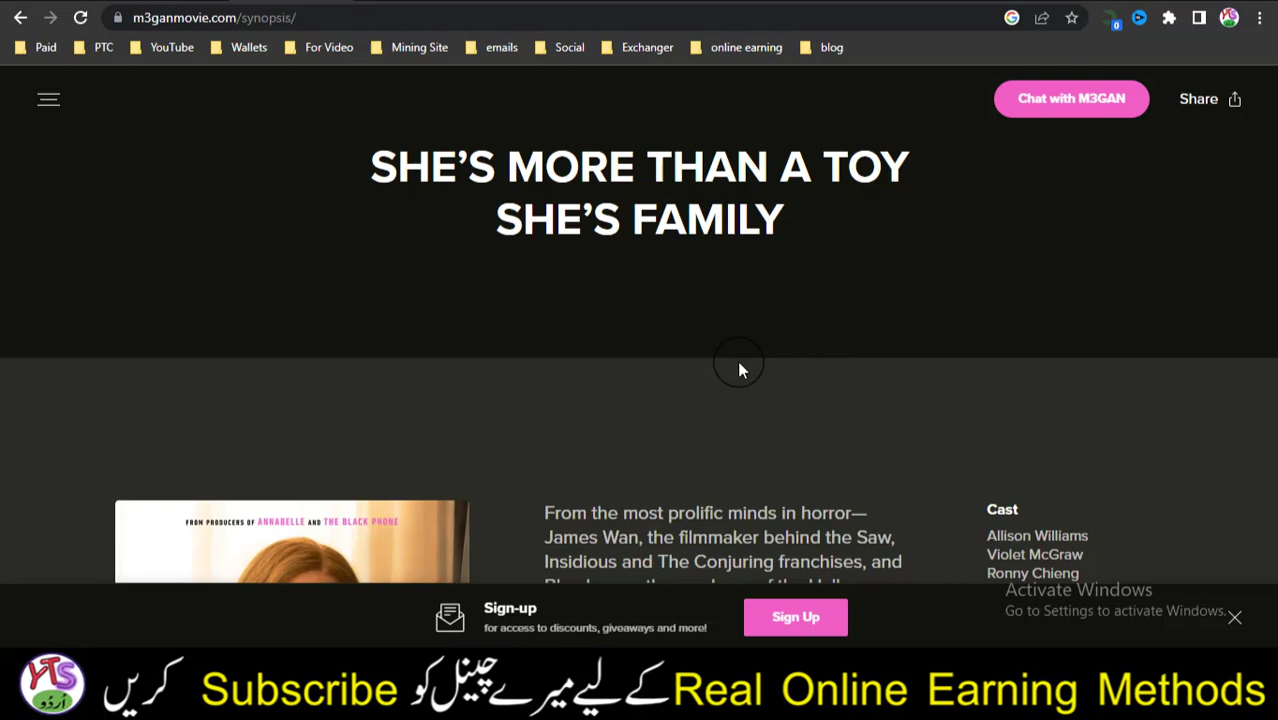 m3ganmovie.com/synopsis/
0
Paid
PTC
YouTube
Wallets
For Video
Mining Site
emails
Social
Exchanger
online earning
blog
Chat with M3GAN
Share
SHE'S MORE THAN A TOY
SHE'S FAMILY
FROM PRODUCERS OF ANNABELLE AND THE BLACK PHONE
From the most prolific minds in horror—
James Wan, the filmmaker behind the Saw,
Insidious and The Conjuring franchises, and
Cast
Allison Williams
Violet McGraw
Ronny Chieng
Activate Windows
Go to Settings to activate Windows.
Sign-up
for access to discounts, giveaways and more!
Sign Up
YTS
اردو
Real Online Earning Methods کے لیے میرے چینل کو Subscribe کریں